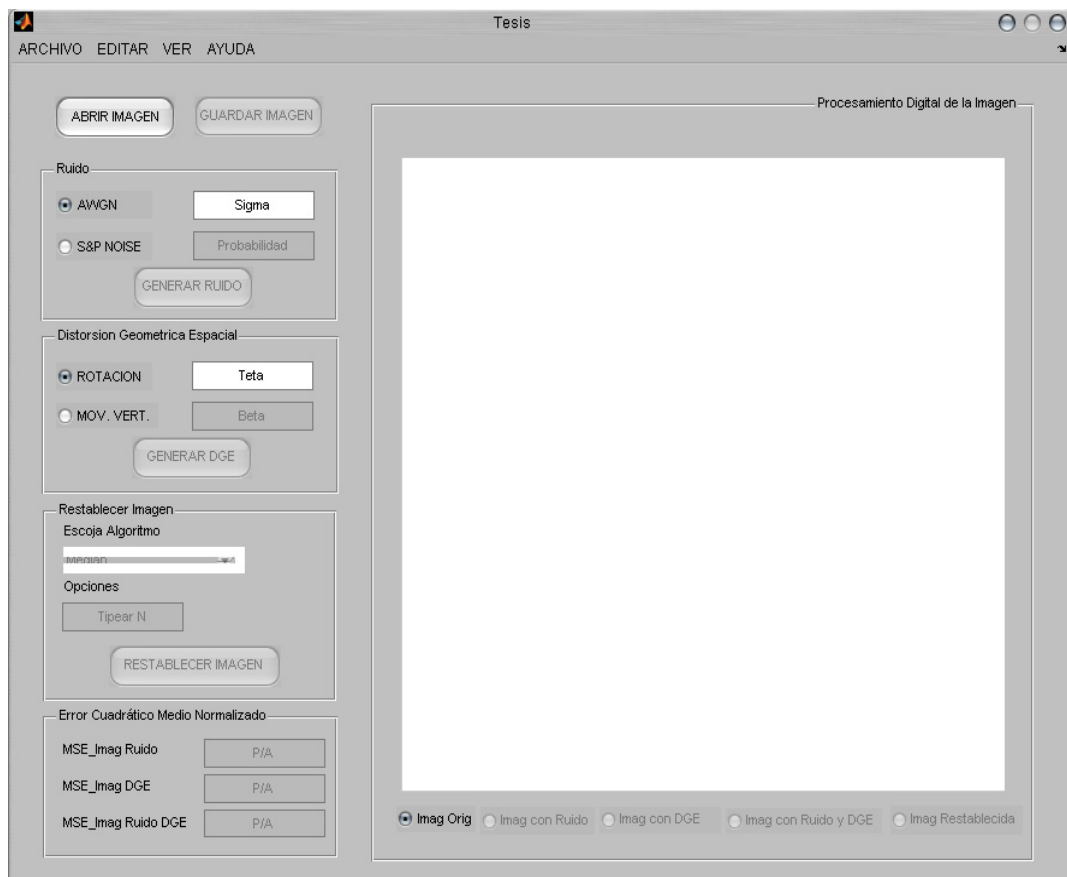 Tesis
ARCHIVO EDITAR VER AYUDA
ABRIR IMAGEN
GUARDAR IMAGEN
Ruido
AWGN
Sigma
S&P NOISE
Probabilidad
GENERAR RUIDO
Distorsion Geometrica Espacial
ROTACION
Teta
MOV. VERT.
Beta
GENERAR DGE
Restablecer Imagen
Escoja Algoritmo
Median
Opciones
Tipear N
RESTABLECER IMAGEN
Error Cuadrático Medio Normalizado
MSE_Imag Ruido
P/A
MSE_Imag DGE
P/A
MSE_Imag Ruido DGE
P/A
Procesamiento Digital de la Imagen
Imag Orig
Imag con Ruido
Imag con DGE
Imag con Ruido y DGE
Imag Restablecida